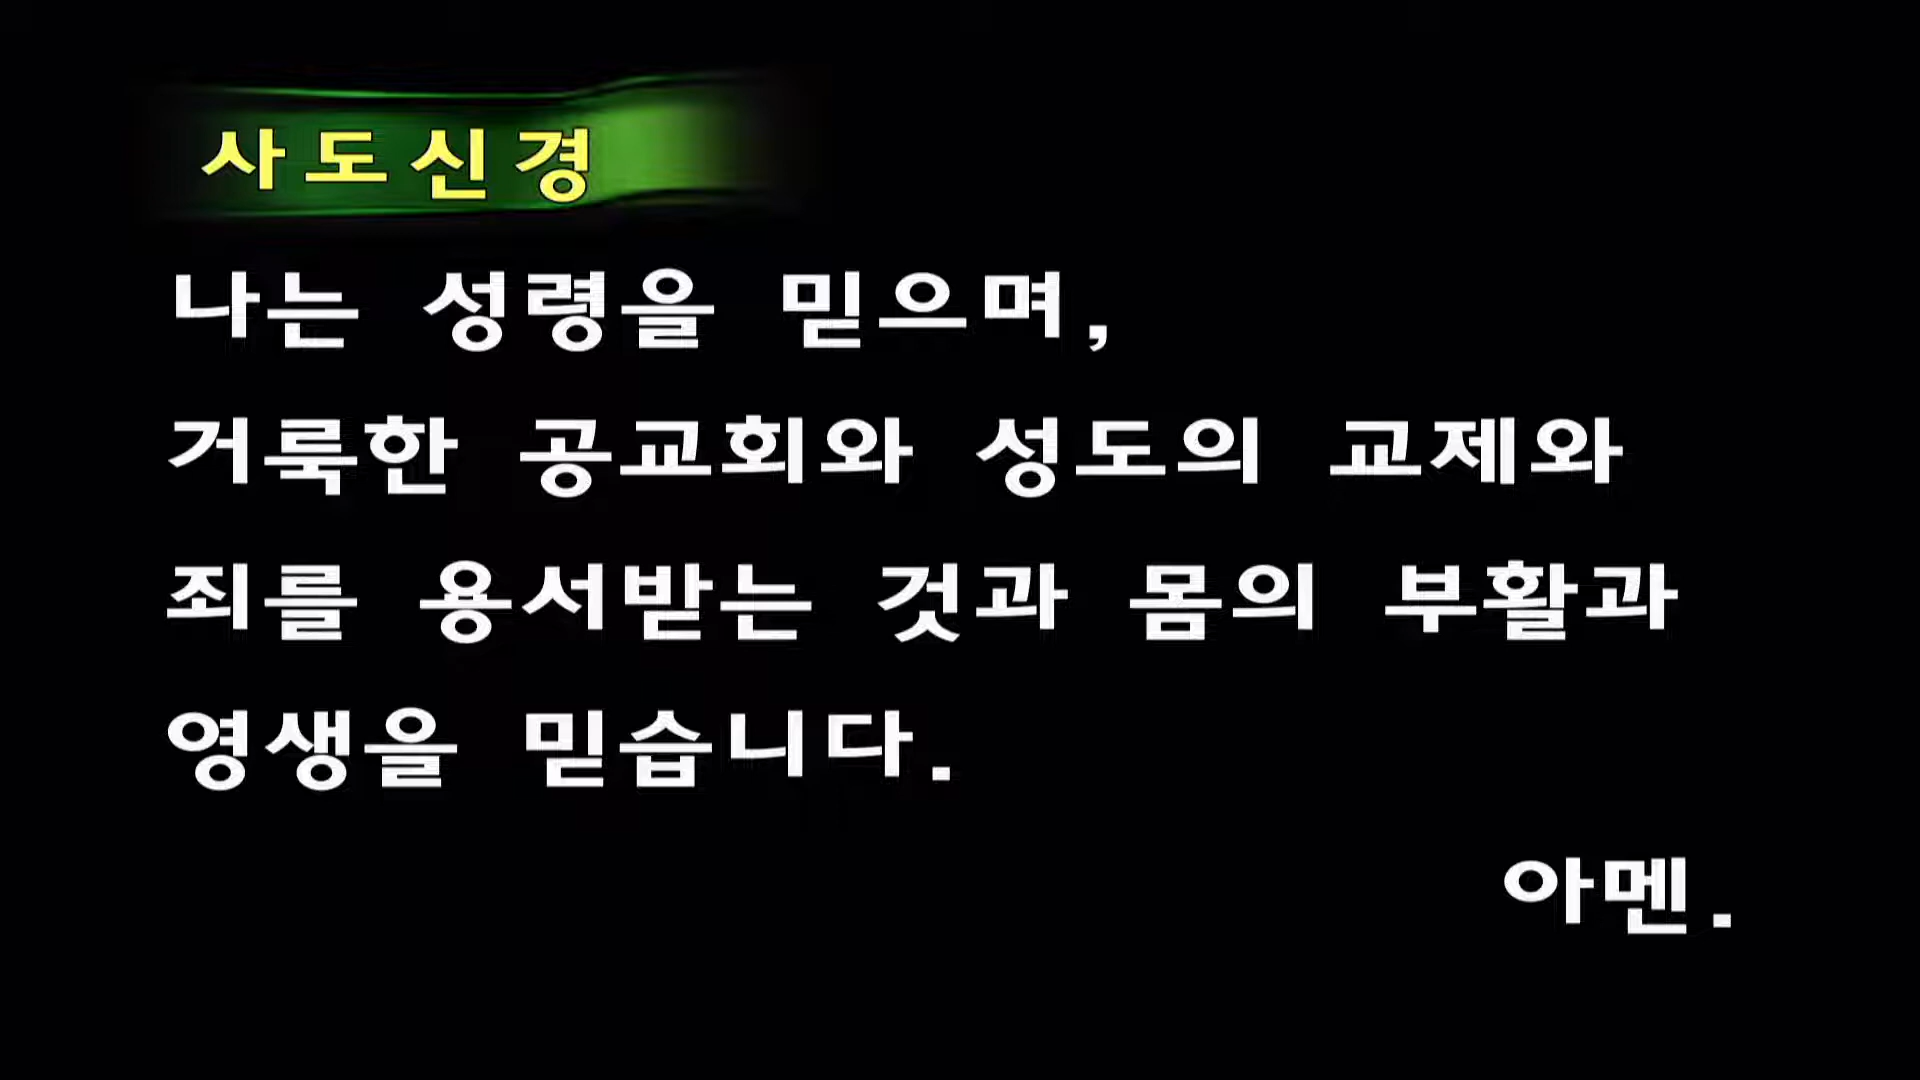 사도신경
나는 성령을 믿으며,
거룩한 공교회와 성도의 교제와
죄를 용서받는 것과 몸의 부활과
영생을 믿습니다.
아멘.